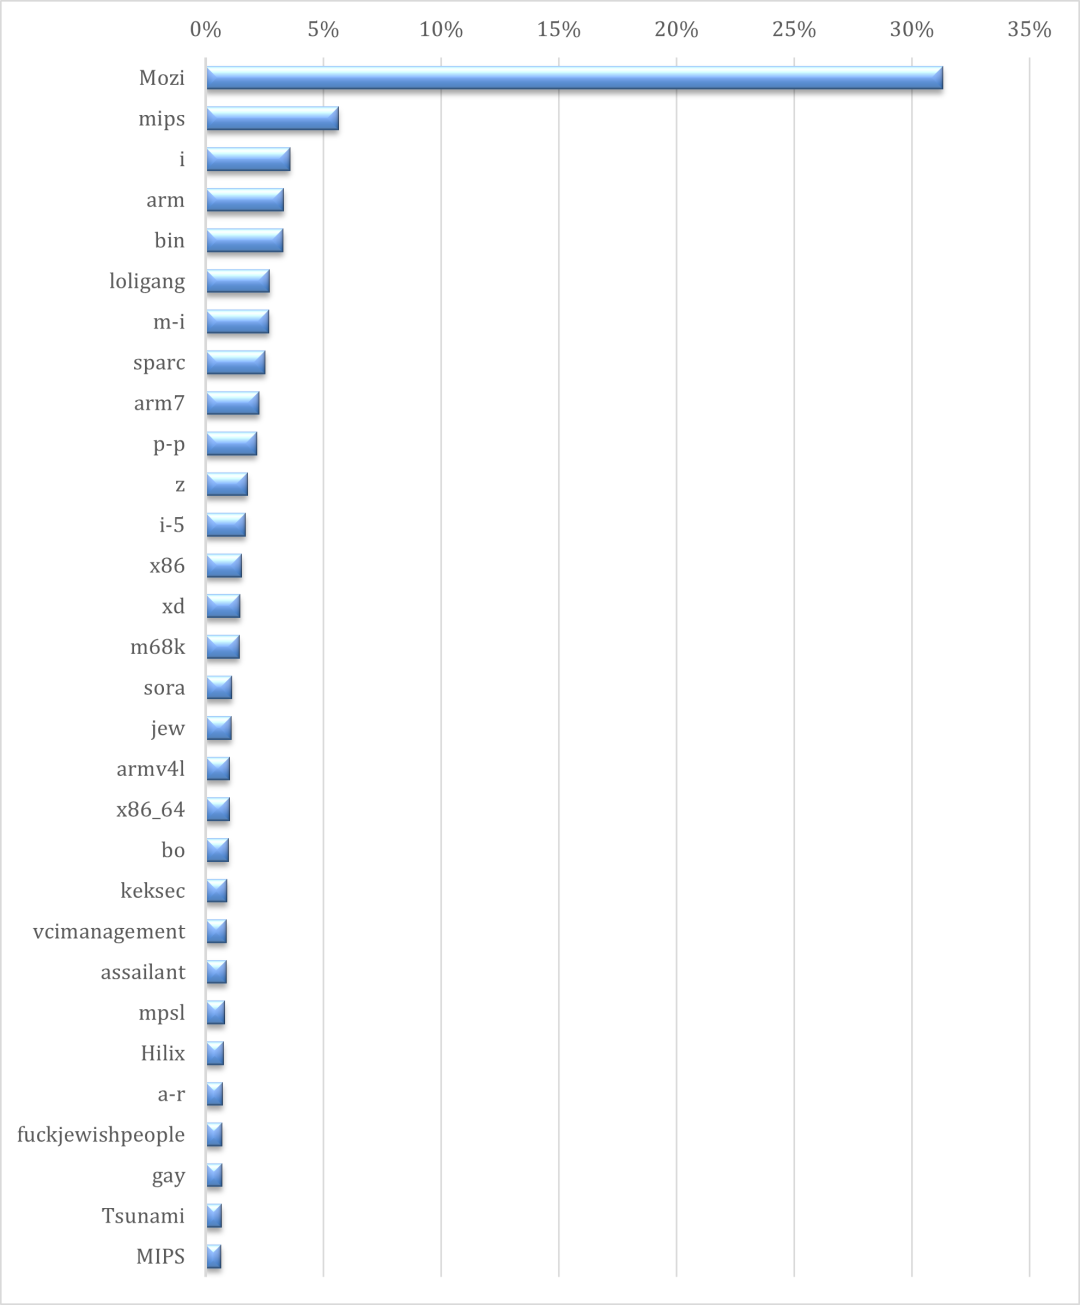 0% 5% 10% 15% 20% 25% 30% 35%
Mozi
mips
i
arm
bin
loligang
m-i
sparc
arm7
p-p
z
i-5
x86
xd
m68k
sora
jew
armv4l
x86_64
bo
keksec
vcimanagement
assailant
mpsl
Hilix
a-r
fuckjewishpeople
gay
Tsunami
MIPS